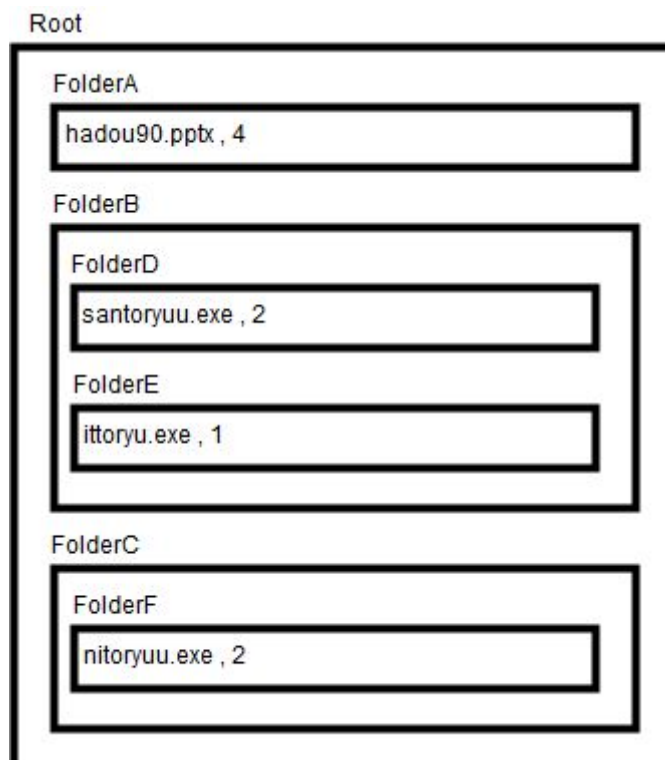 Root
FolderA
hadou90.pptx , 4
FolderB
FolderD
santoryuu.exe , 2
FolderE
ittoryu.exe , 1
FolderC
FolderF
nitoryuu.exe , 2